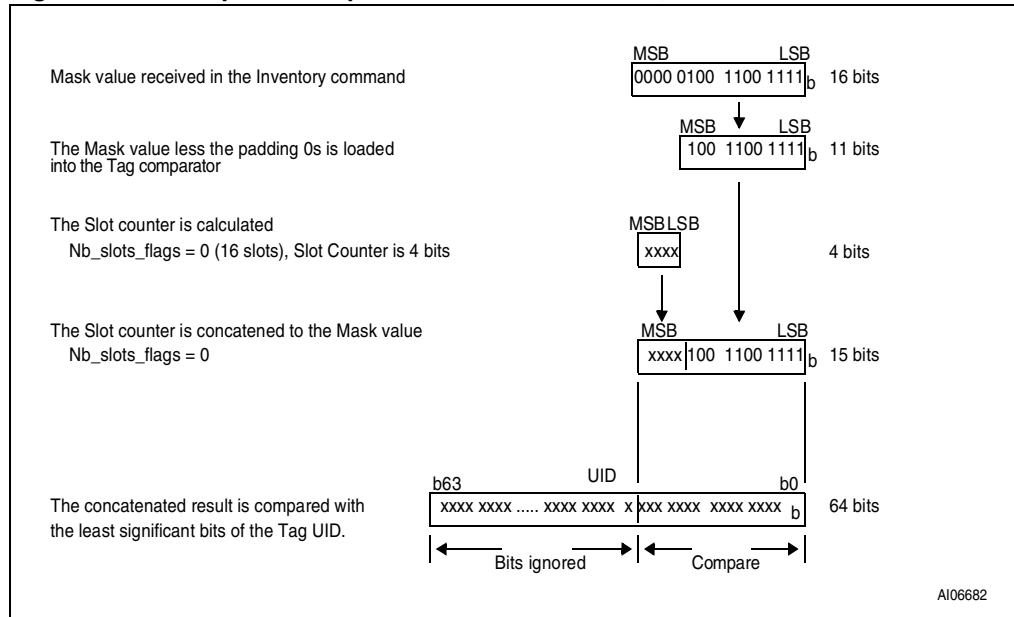 MSB LSB
Mask value received in the Inventory command 0000 0100 1100 1111 b 16 bits
MSB LSB
The Mask value less the padding 0s is loaded 100 1100 1111 b 11 bits
into the Tag comparator
The Slot counter is calculated MSB LSB
Nb_slots_flags = 0 (16 slots), Slot Counter is 4 bits xxxx 4 bits
The Slot counter is concatened to the Mask value MSB LSB
Nb_slots_flags = 0 xxxx 100 1100 1111 b 15 bits
b63 UID b0
The concatenated result is compared with xxxx xxxx ..... xxxx xxxx x xxx xxxx xxxx xxxx b 64 bits
the least significant bits of the Tag UID.
Bits ignored Compare
AI06682